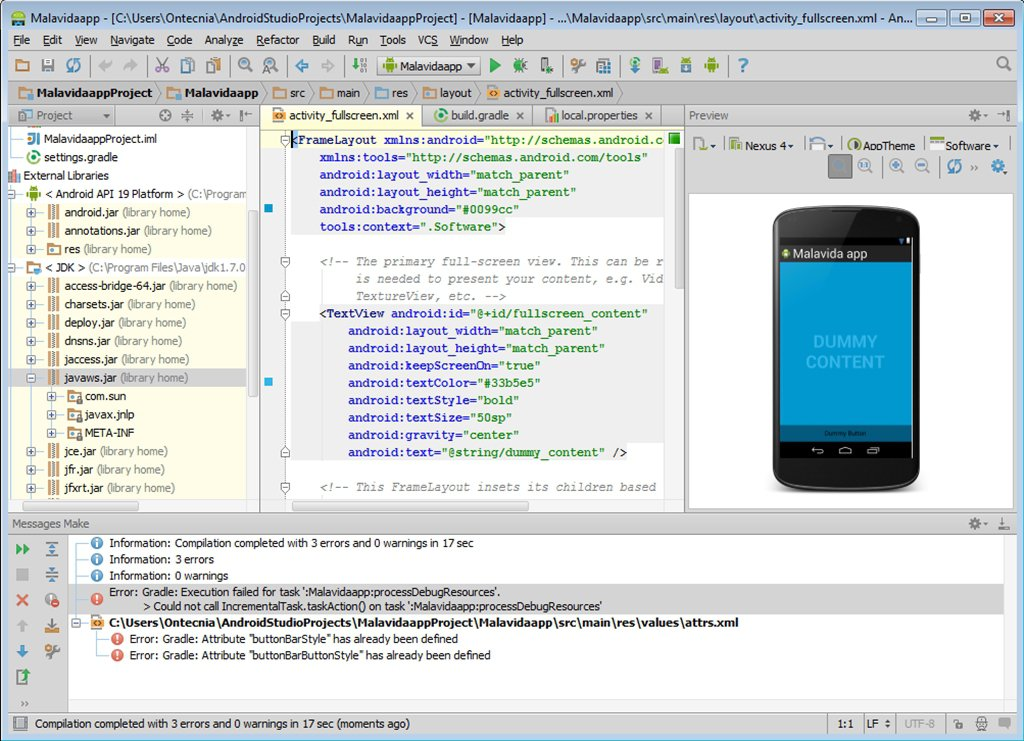 Malavidaapp - [C:\Users\Ontecnia\AndroidStudioProjects\MalavidaappProject] - [Malavidaapp] - ...\Malavidaapp\src\main\res\layout\activity_fullscreen.xml - An...
File Edit View Navigate Code Analyze Refactor Build Run Tools VCS Window Help
Malavidaapp
MalavidaappProject Malavidaapp src main res layout activity_fullscreen.xml
Project activity_fullscreen.xml build.gradle local.properties Preview
MalavidaappProject.iml
settings.gradle
External Libraries
< Android API 19 Platform > (C:\Program
android.jar (library home)
annotations.jar (library home)
res (library home)
< JDK > (C:\Program Files\Java\jdk1.7.0
access-bridge-64.jar (library home)
charsets.jar (library home)
deploy.jar (library home)
dnsns.jar (library home)
jaccess.jar (library home)
javaws.jar (library home)
com.sun
javax.jnlp
META-INF
jce.jar (library home)
jfr.jar (library home)
jfxrt.jar (library home)
<FrameLayout xmlns:android="http://schemas.android.c
xmlns:tools="http://schemas.android.com/tools"
android:layout_width="match_parent"
android:layout_height="match_parent"
android:background="#0099cc"
tools:context=".Software">
<!-- The primary full-screen view. This can be r
is needed to present your content, e.g. Vid
TextureView, etc. -->
<TextView android:id="@+id/fullscreen_content"
android:layout_width="match_parent"
android:layout_height="match_parent"
android:keepScreenOn="true"
android:textColor="#33b5e5"
android:textStyle="bold"
android:textSize="50sp"
android:gravity="center"
android:text="@string/dummy_content" />
<!-- This FrameLayout insets its children based
Nexus 4 AppTheme Software
1:1
Malavida app
DUMMY
CONTENT
Dummy Button
Messages Make
Information: Compilation completed with 3 errors and 0 warnings in 17 sec
Information: 3 errors
Information: 0 warnings
Error: Gradle: Execution failed for task ':Malavidaapp:processDebugResources'.
> Could not call IncrementalTask.taskAction() on task ':Malavidaapp:processDebugResources'
C:\Users\Ontecnia\AndroidStudioProjects\MalavidaappProject\Malavidaapp\src\main\res\values\attrs.xml
Error: Gradle: Attribute "buttonBarStyle" has already been defined
Error: Gradle: Attribute "buttonBarButtonStyle" has already been defined
Compilation completed with 3 errors and 0 warnings in 17 sec (moments ago) 1:1 LF UTF-8